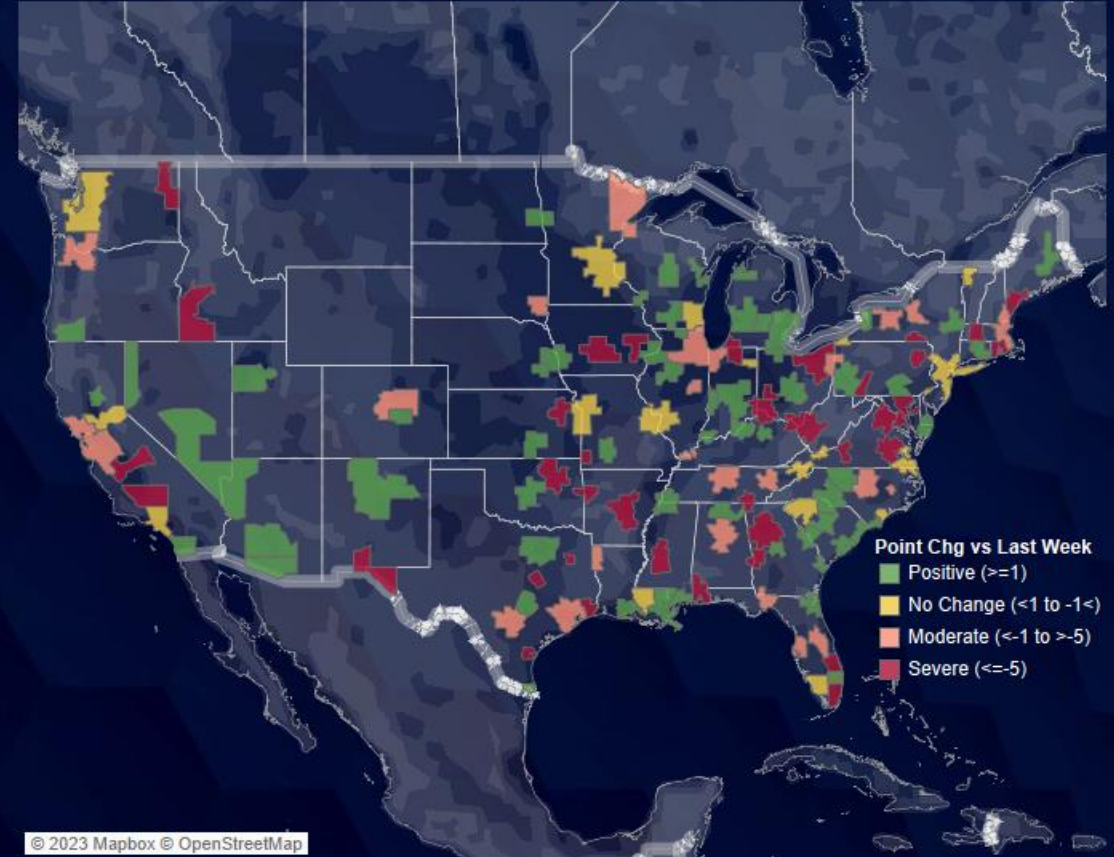 Point Chg vs Last Week
Positive (>=1)
No Change (<1 to -1<)
Moderate (<-1 to >-5)
Severe (<=-5)
© 2023 Mapbox © OpenStreetMap